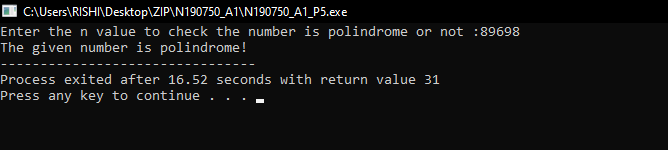 C:\Users\RISHI\Desktop\ZIP\N190750_A1\N190750_A1_P5.exe
Enter the n value to check the number is polindrome or not :89698
The given number is polindrome!
--------------------------------
Process exited after 16.52 seconds with return value 31
Press any key to continue . . .